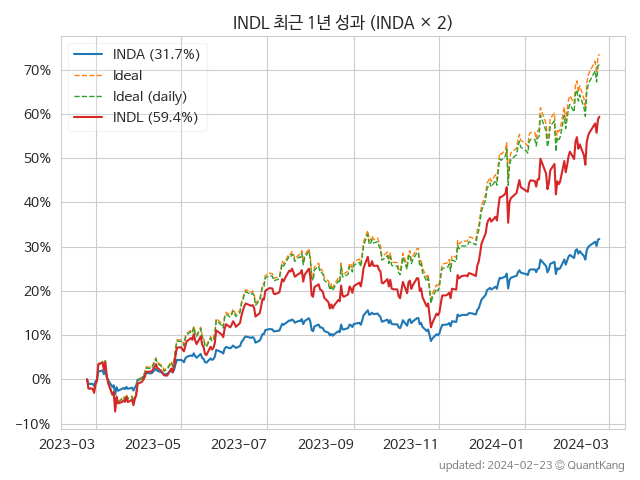 INDL 최근 1년 성과 (INDA × 2)
INDA (31.7%)
Ideal
Ideal (daily)
INDL (59.4%)
70%
60%
50%
40%
30%
20%
10%
0%
−10%
2023−03 2023−05 2023−07 2023−09 2023−11 2024−01 2024−03
updated: 2024−02−23 ⓒ QuantKang